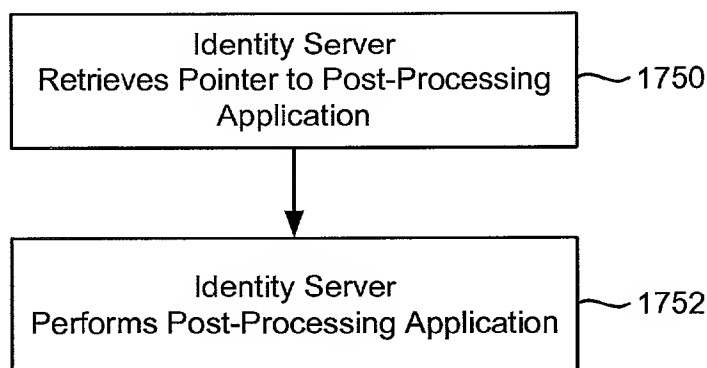 Identity Server
Retrieves Pointer to Post-Processing
Application
1750
Identity Server
Performs Post-Processing Application
1752